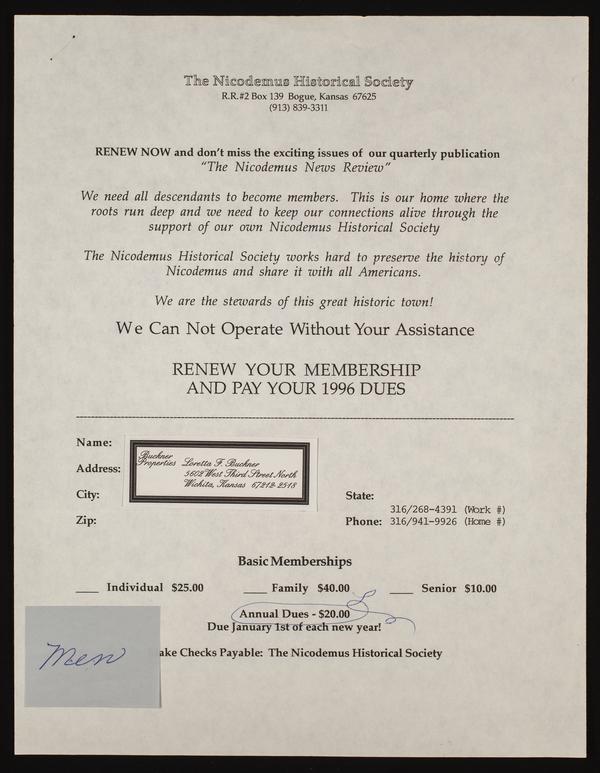 The Nicodemus Historical Society
R.R.#2 Box 139 Bogue, Kansas 67625
(913) 839-3311
RENEW NOW and don't miss the exciting issues of our quarterly publication
"The Nicodemus News Review"
We need all descendants to become members. This is our home where the
roots run deep and we need to keep our connections alive through the
support of our own Nicodemus Historical Society
The Nicodemus Historical Society works hard to preserve the history of
Nicodemus and share it with all Americans.
We are the stewards of this great historic town!
We Can Not Operate Without Your Assistance
RENEW YOUR MEMBERSHIP
AND PAY YOUR 1996 DUES
Name:
Address:
City:
Zip:
Buckner
Properties
Loretta F. Buckner
5602 West Third Street North
Wichita, Kansas 67212-2518
State:
316/268-4391 (Work #)
Phone: 316/941-9926 (Home #)
Basic Memberships
___ Individual $25.00 ___ Family $40.00 ___ Senior $10.00
Annual Dues - $20.00
Due January 1st of each new year!
ake Checks Payable: The Nicodemus Historical Society
Men